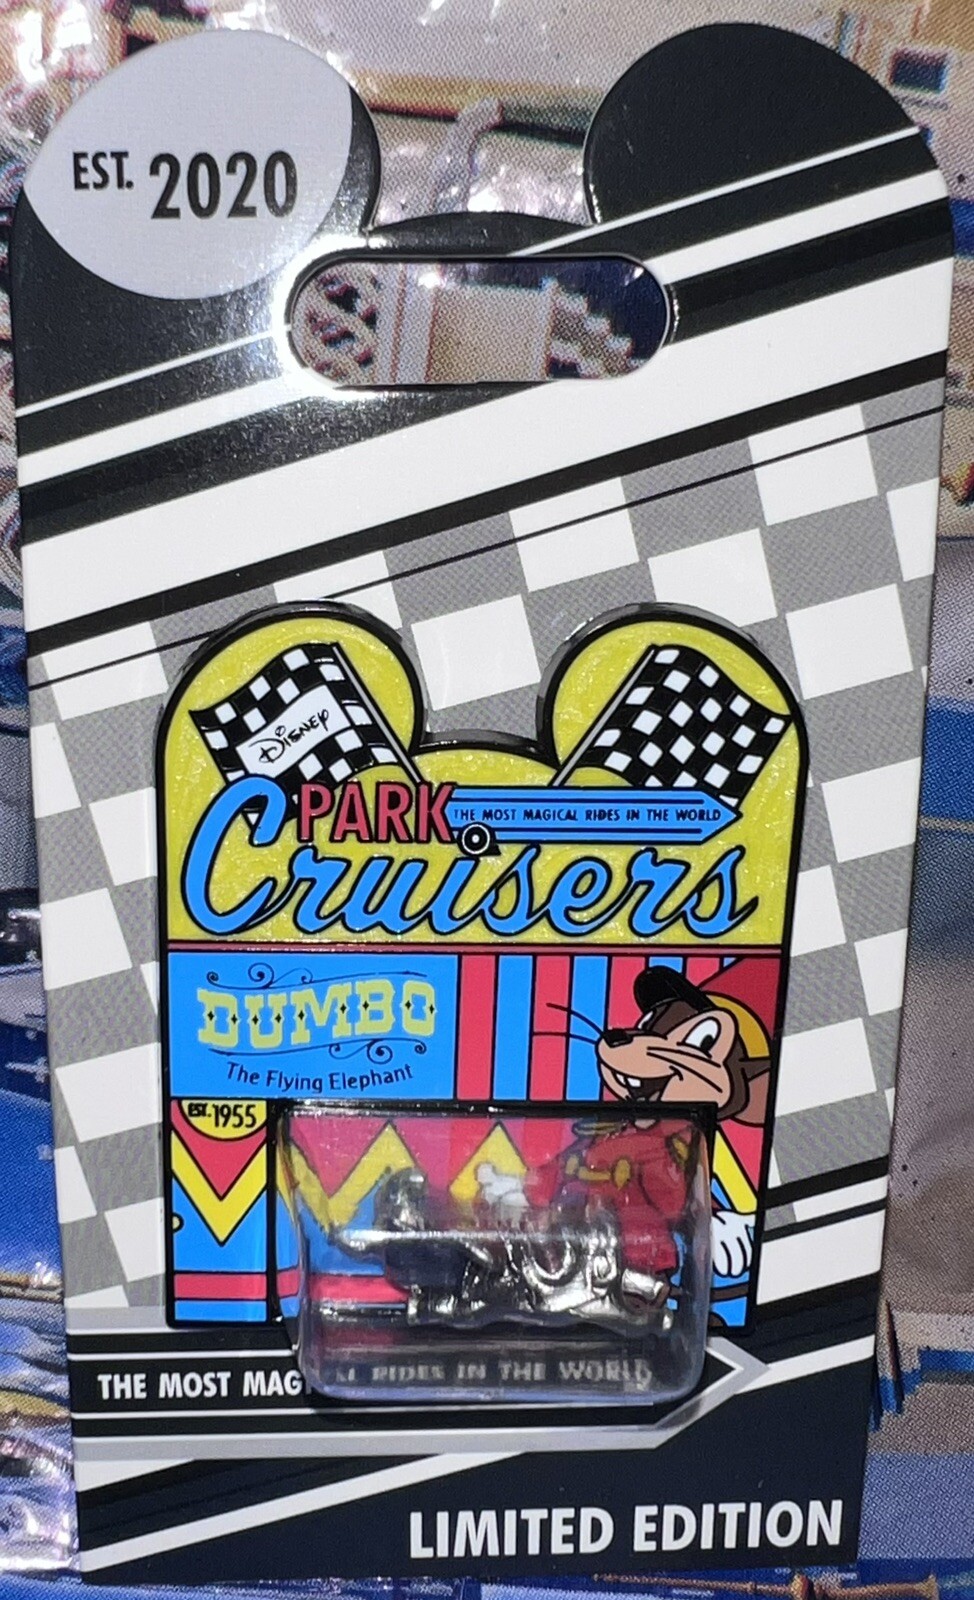 EST. 2020
DISNEY
PARK
THE MOST MAGICAL RIDES IN THE WORLD
Cruisers
DUMBO
The Flying Elephant
EST. 1955
THE MOST MAGICAL RIDES IN THE WORLD
LIMITED EDITION